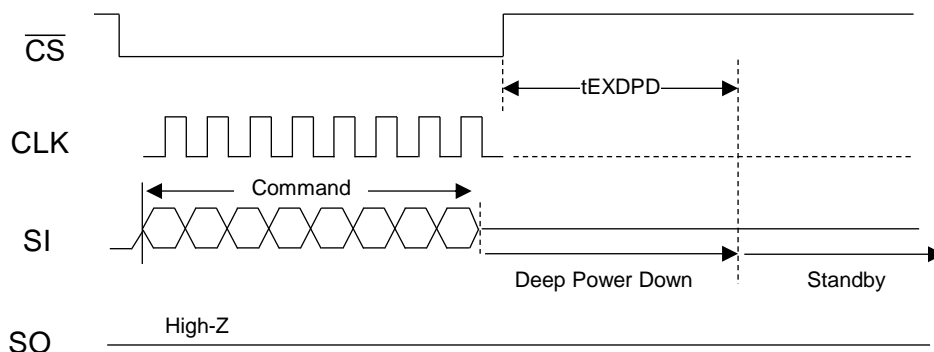 CS
tEXDPD
CLK
Command
SI
Deep Power Down
Standby
High-Z
SO